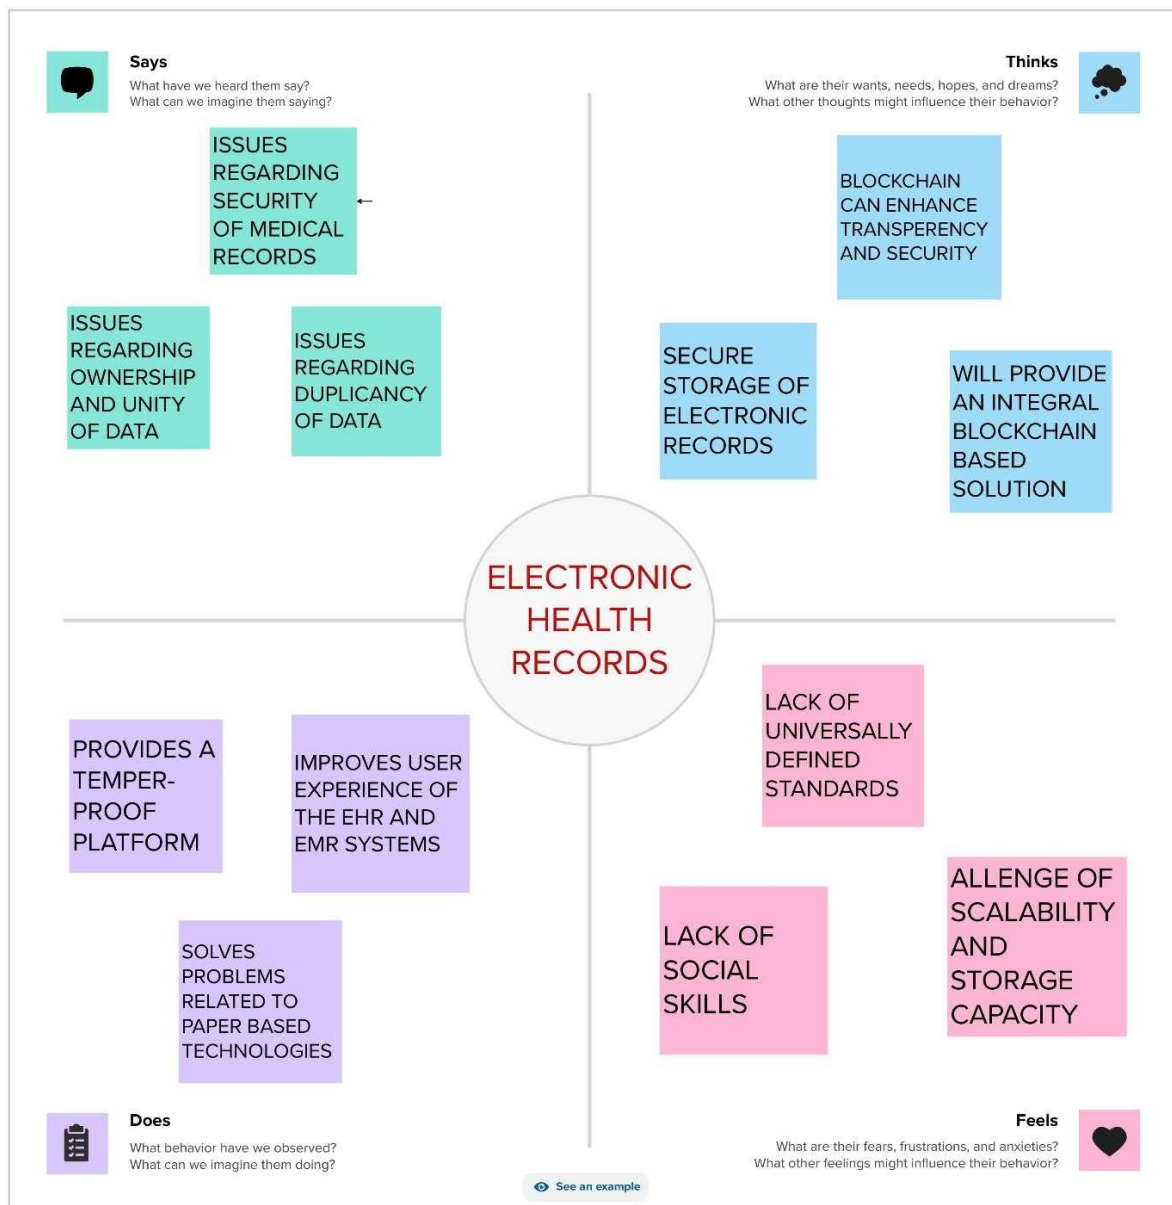 Says
What have we heard them say?
What can we imagine them saying?
ISSUES
REGARDING
SECURITY
OF MEDICAL
RECORDS
ISSUES
REGARDING
OWNERSHIP
AND UNITY
OF DATA
ISSUES
REGARDING
DUPLICANCY
OF DATA
Thinks
What are their wants, needs, hopes, and dreams?
What other thoughts might influence their behavior?
BLOCKCHAIN
CAN ENHANCE
TRANSPERENCY
AND SECURITY
SECURE
STORAGE OF
ELECTRONIC
RECORDS
WILL PROVIDE
AN INTEGRAL
BLOCKCHAIN
BASED
SOLUTION
ELECTRONIC
HEALTH
RECORDS
PROVIDES A
TEMPER-
PROOF
PLATFORM
IMPROVES USER
EXPERIENCE OF
THE EHR AND
EMR SYSTEMS
SOLVES
PROBLEMS
RELATED TO
PAPER BASED
TECHNOLOGIES
Does
What behavior have we observed?
What can we imagine them doing?
LACK OF
UNIVERSALLY
DEFINED
STANDARDS
LACK OF
SOCIAL
SKILLS
ALLENGE OF
SCALABILITY
AND
STORAGE
CAPACITY
Feels
What are their fears, frustrations, and anxieties?
What other feelings might influence their behavior?
See an example